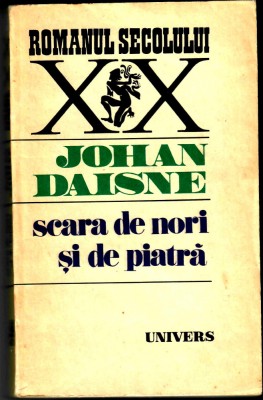 ROMANUL SECOLULUI
XX
JOHAN
DAISNE
scara de nori
și de piatră
UNIVERS